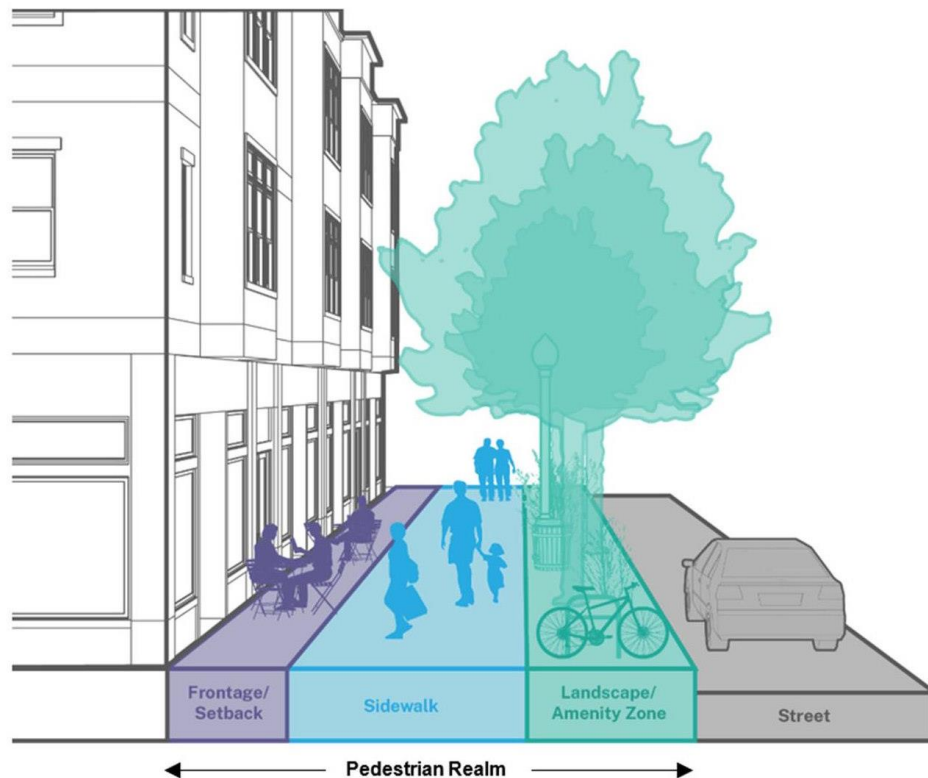 Frontage/
Setback
Sidewalk
Landscape/
Amenity Zone
Street
Pedestrian Realm